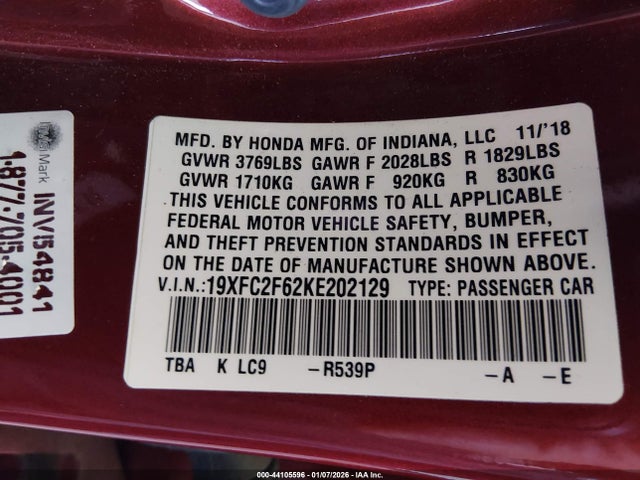 MFD. BY HONDA MFG. OF INDIANA, LLC 11/'18
GVWR 3769LBS GAWR F 2028LBS R 1829LBS
GVWR 1710KG GAWR F 920KG R 830KG
THIS VEHICLE CONFORMS TO ALL APPLICABLE
FEDERAL MOTOR VEHICLE SAFETY, BUMPER,
AND THEFT PREVENTION STANDARDS IN EFFECT
ON THE DATE OF MANUFACTURE SHOWN ABOVE.
V.I.N.:19XFC2F62KE202129 TYPE: PASSENGER CAR
TBA K LC9 -R539P -A -E
INV54841
1-877-205-4001
000-44105596 - 01/07/2026 - IAA Inc.